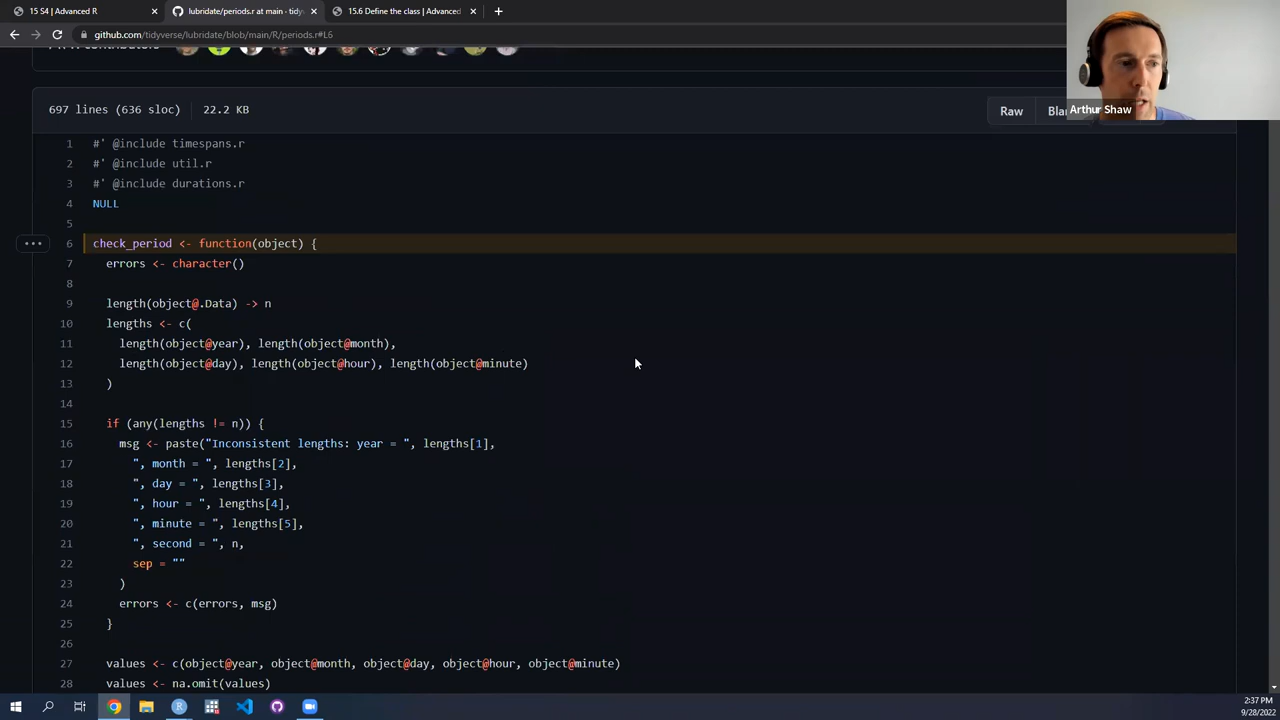 15 S4 | Advanced R
lubridate/periods.r at main · tidy
15.6 Define the class | Advanced
github.com/tidyverse/lubridate/blob/main/R/periods.r#L6
697 lines (636 sloc) 22.2 KB
Raw
Arthur Shaw
1 #' @include timespans.r
2 #' @include util.r
3 #' @include durations.r
4 NULL
5
6 check_period <- function(object) {
7 errors <- character()
8
9 length(object@.Data) -> n
10 lengths <- c(
11 length(object@year), length(object@month),
12 length(object@day), length(object@hour), length(object@minute)
13 )
14
15 if (any(lengths != n)) {
16 msg <- paste("Inconsistent lengths: year = ", lengths[1],
17 ", month = ", lengths[2],
18 ", day = ", lengths[3],
19 ", hour = ", lengths[4],
20 ", minute = ", lengths[5],
21 ", second = ", n,
22 sep = ""
23 )
24 errors <- c(errors, msg)
25 }
26
27 values <- c(object@year, object@month, object@day, object@hour, object@minute)
28 values <- na.omit(values)
2:37 PM
9/28/2022